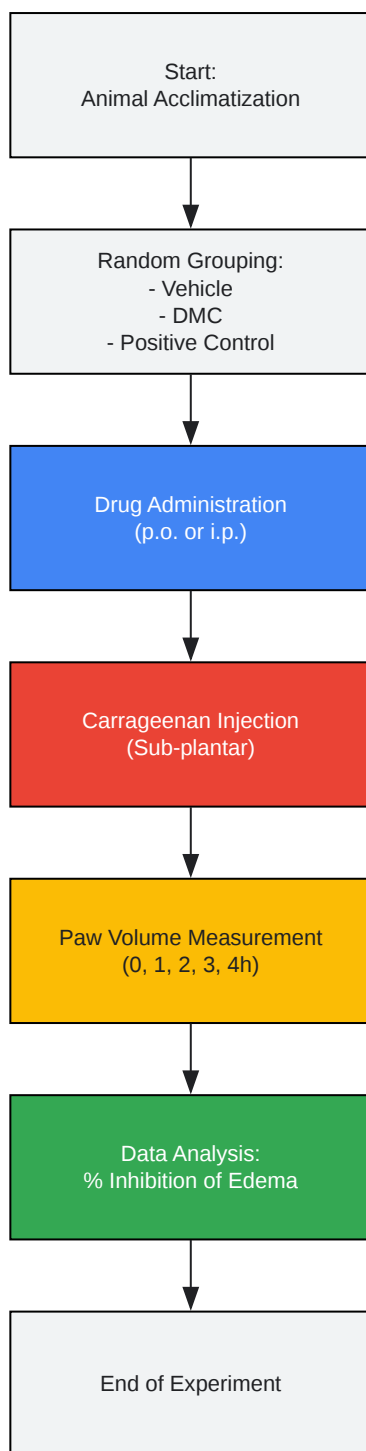 Start:
Animal Acclimatization
Random Grouping:
- Vehicle
- DMC
- Positive Control
Drug Administration
(p.o. or i.p.)
Carrageenan Injection
(Sub-plantar)
Paw Volume Measurement
(0, 1, 2, 3, 4h)
Data Analysis:
% Inhibition of Edema
End of Experiment